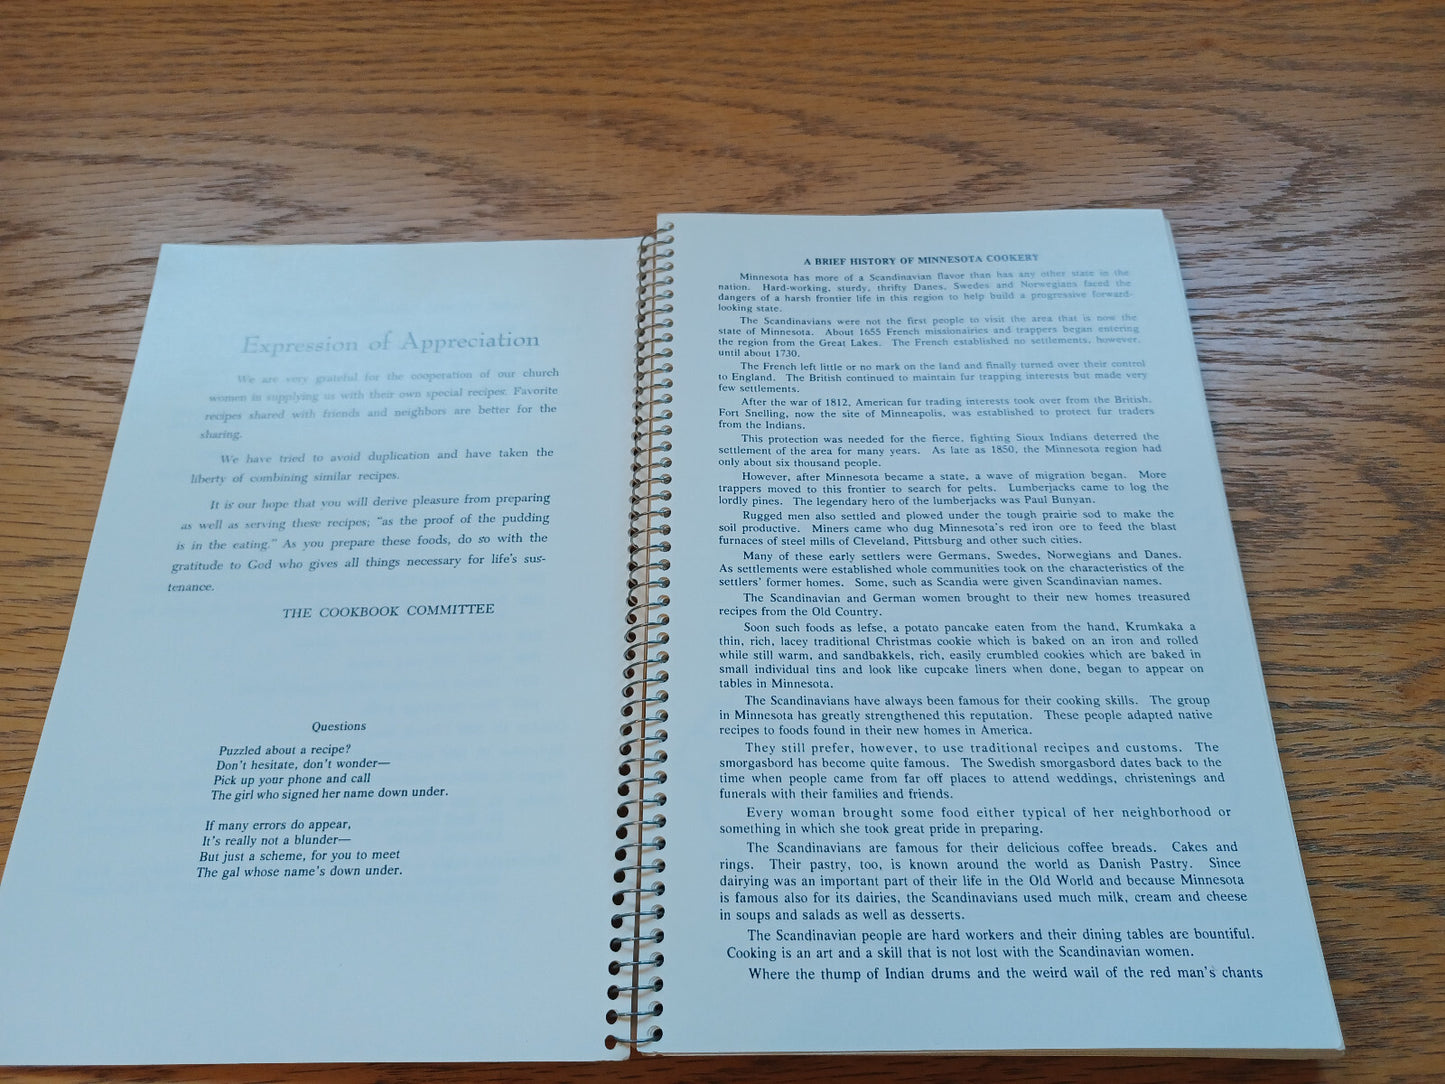 Expression of Appreciation
We are very grateful for the cooperation of our church
women in supplying us with their own special recipes. Favorite
recipes shared with friends and neighbors are better for the
sharing.
We have tried to avoid duplication and have taken the
liberty of combining similar recipes.
It is our hope that you will derive pleasure from preparing
as well as serving these recipes; "as the proof of the pudding
is in the eating." As you prepare these foods, do so with the
gratitude to God who gives all things necessary for life's sus-
tenance.
THE COOKBOOK COMMITTEE
Questions
Puzzled about a recipe?
Don't hesitate, don't wonder—
Pick up your phone and call
The girl who signed her name down under.
If many errors do appear,
It's really not a blunder—
But just a scheme, for you to meet
The gal whose name's down under.
A BRIEF HISTORY OF MINNESOTA COOKERY
Minnesota has more of a Scandinavian flavor than has any other state in the
nation. Hard-working, sturdy, thrifty Danes, Swedes and Norwegians faced the
dangers of a harsh frontier life in this region to help build a progressive forward-
looking state.
The Scandinavians were not the first people to visit the area that is now the
state of Minnesota. About 1655 French missionairies and trappers began entering
the region from the Great Lakes. The French established no settlements, however,
until about 1730.
The French left little or no mark on the land and finally turned over their control
to England. The British continued to maintain fur trapping interests but made very
few settlements.
After the war of 1812, American fur trading interests took over from the British.
Fort Snelling, now the site of Minneapolis, was established to protect fur traders
from the Indians.
This protection was needed for the fierce, fighting Sioux Indians deterred the
settlement of the area for many years. As late as 1850, the Minnesota region had
only about six thousand people.
However, after Minnesota became a state, a wave of migration began. More
trappers moved to this frontier to search for pelts. Lumberjacks came to log the
lordly pines. The legendary hero of the lumberjacks was Paul Bunyan.
Rugged men also settled and plowed under the tough prairie sod to make the
soil productive. Miners came who dug Minnesota's red iron ore to feed the blast
furnaces of steel mills of Cleveland, Pittsburg and other such cities.
Many of these early settlers were Germans, Swedes, Norwegians and Danes.
As settlements were established whole communities took on the characteristics of the
settlers' former homes. Some, such as Scandia were given Scandinavian names.
The Scandinavian and German women brought to their new homes treasured
recipes from the Old Country.
Soon such foods as lefse, a potato pancake eaten from the hand, Krumkaka a
thin, rich, lacey traditional Christmas cookie which is baked on an iron and rolled
while still warm, and sandbakkels, rich, easily crumbled cookies which are baked in
small individual tins and look like cupcake liners when done, began to appear on
tables in Minnesota.
The Scandinavians have always been famous for their cooking skills. The group
in Minnesota has greatly strengthened this reputation. These people adapted native
recipes to foods found in their new homes in America.
They still prefer, however, to use traditional recipes and customs. The
smorgasbord has become quite famous. The Swedish smorgasbord dates back to the
time when people came from far off places to attend weddings, christenings and
funerals with their families and friends.
Every woman brought some food either typical of her neighborhood or
something in which she took great pride in preparing.
The Scandinavians are famous for their delicious coffee breads. Cakes and
rings. Their pastry, too, is known around the world as Danish Pastry. Since
dairying was an important part of their life in the Old World and because Minnesota
is famous also for its dairies, the Scandinavians used much milk, cream and cheese
in soups and salads as well as desserts.
The Scandinavian people are hard workers and their dining tables are bountiful.
Cooking is an art and a skill that is not lost with the Scandinavian women.
Where the thump of Indian drums and the weird wail of the red man's chants